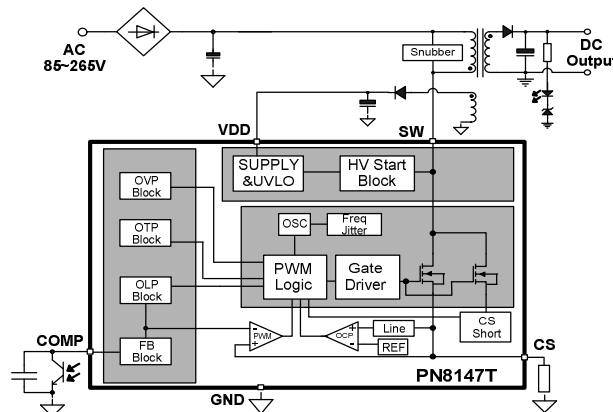 AC
85~265V
Snubber
DC
Output
VDD
SW
SUPPLY
&UVLO
HV Start
Block
OVP
Block
OTP
Block
OLP
Block
FB
Block
OSC
Freq
Jitter
PWM
Logic
Gate
Driver
PWM
OCP
Line
REF
CS
Short
COMP
CS
GND
PN8147T
- 
+
-
+